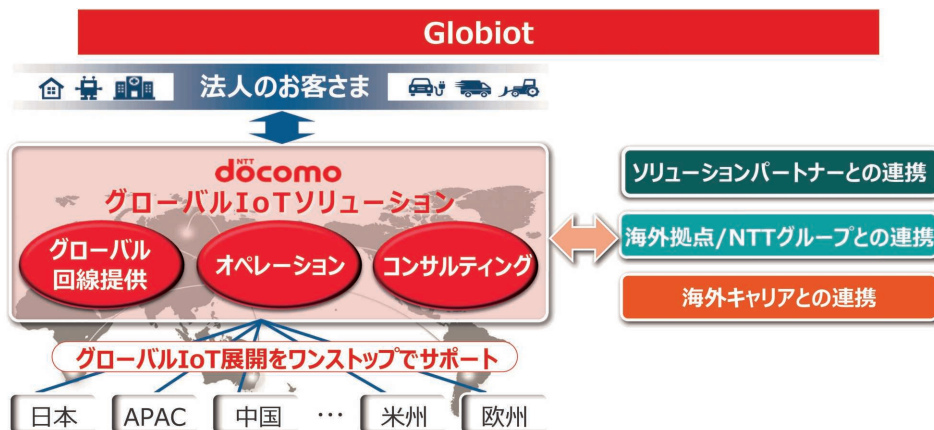 Globiot
法人のお客さま
NTT
döcomo
グローバルIoTソリューション
グローバル
回線提供
オペレーション
コンサルティング
ソリューションパートナーとの連携
海外拠点/NTTグループとの連携
海外キャリアとの連携
グローバルIoT展開をワンストップでサポート
日本 APAC 中国 … 米州 欧州